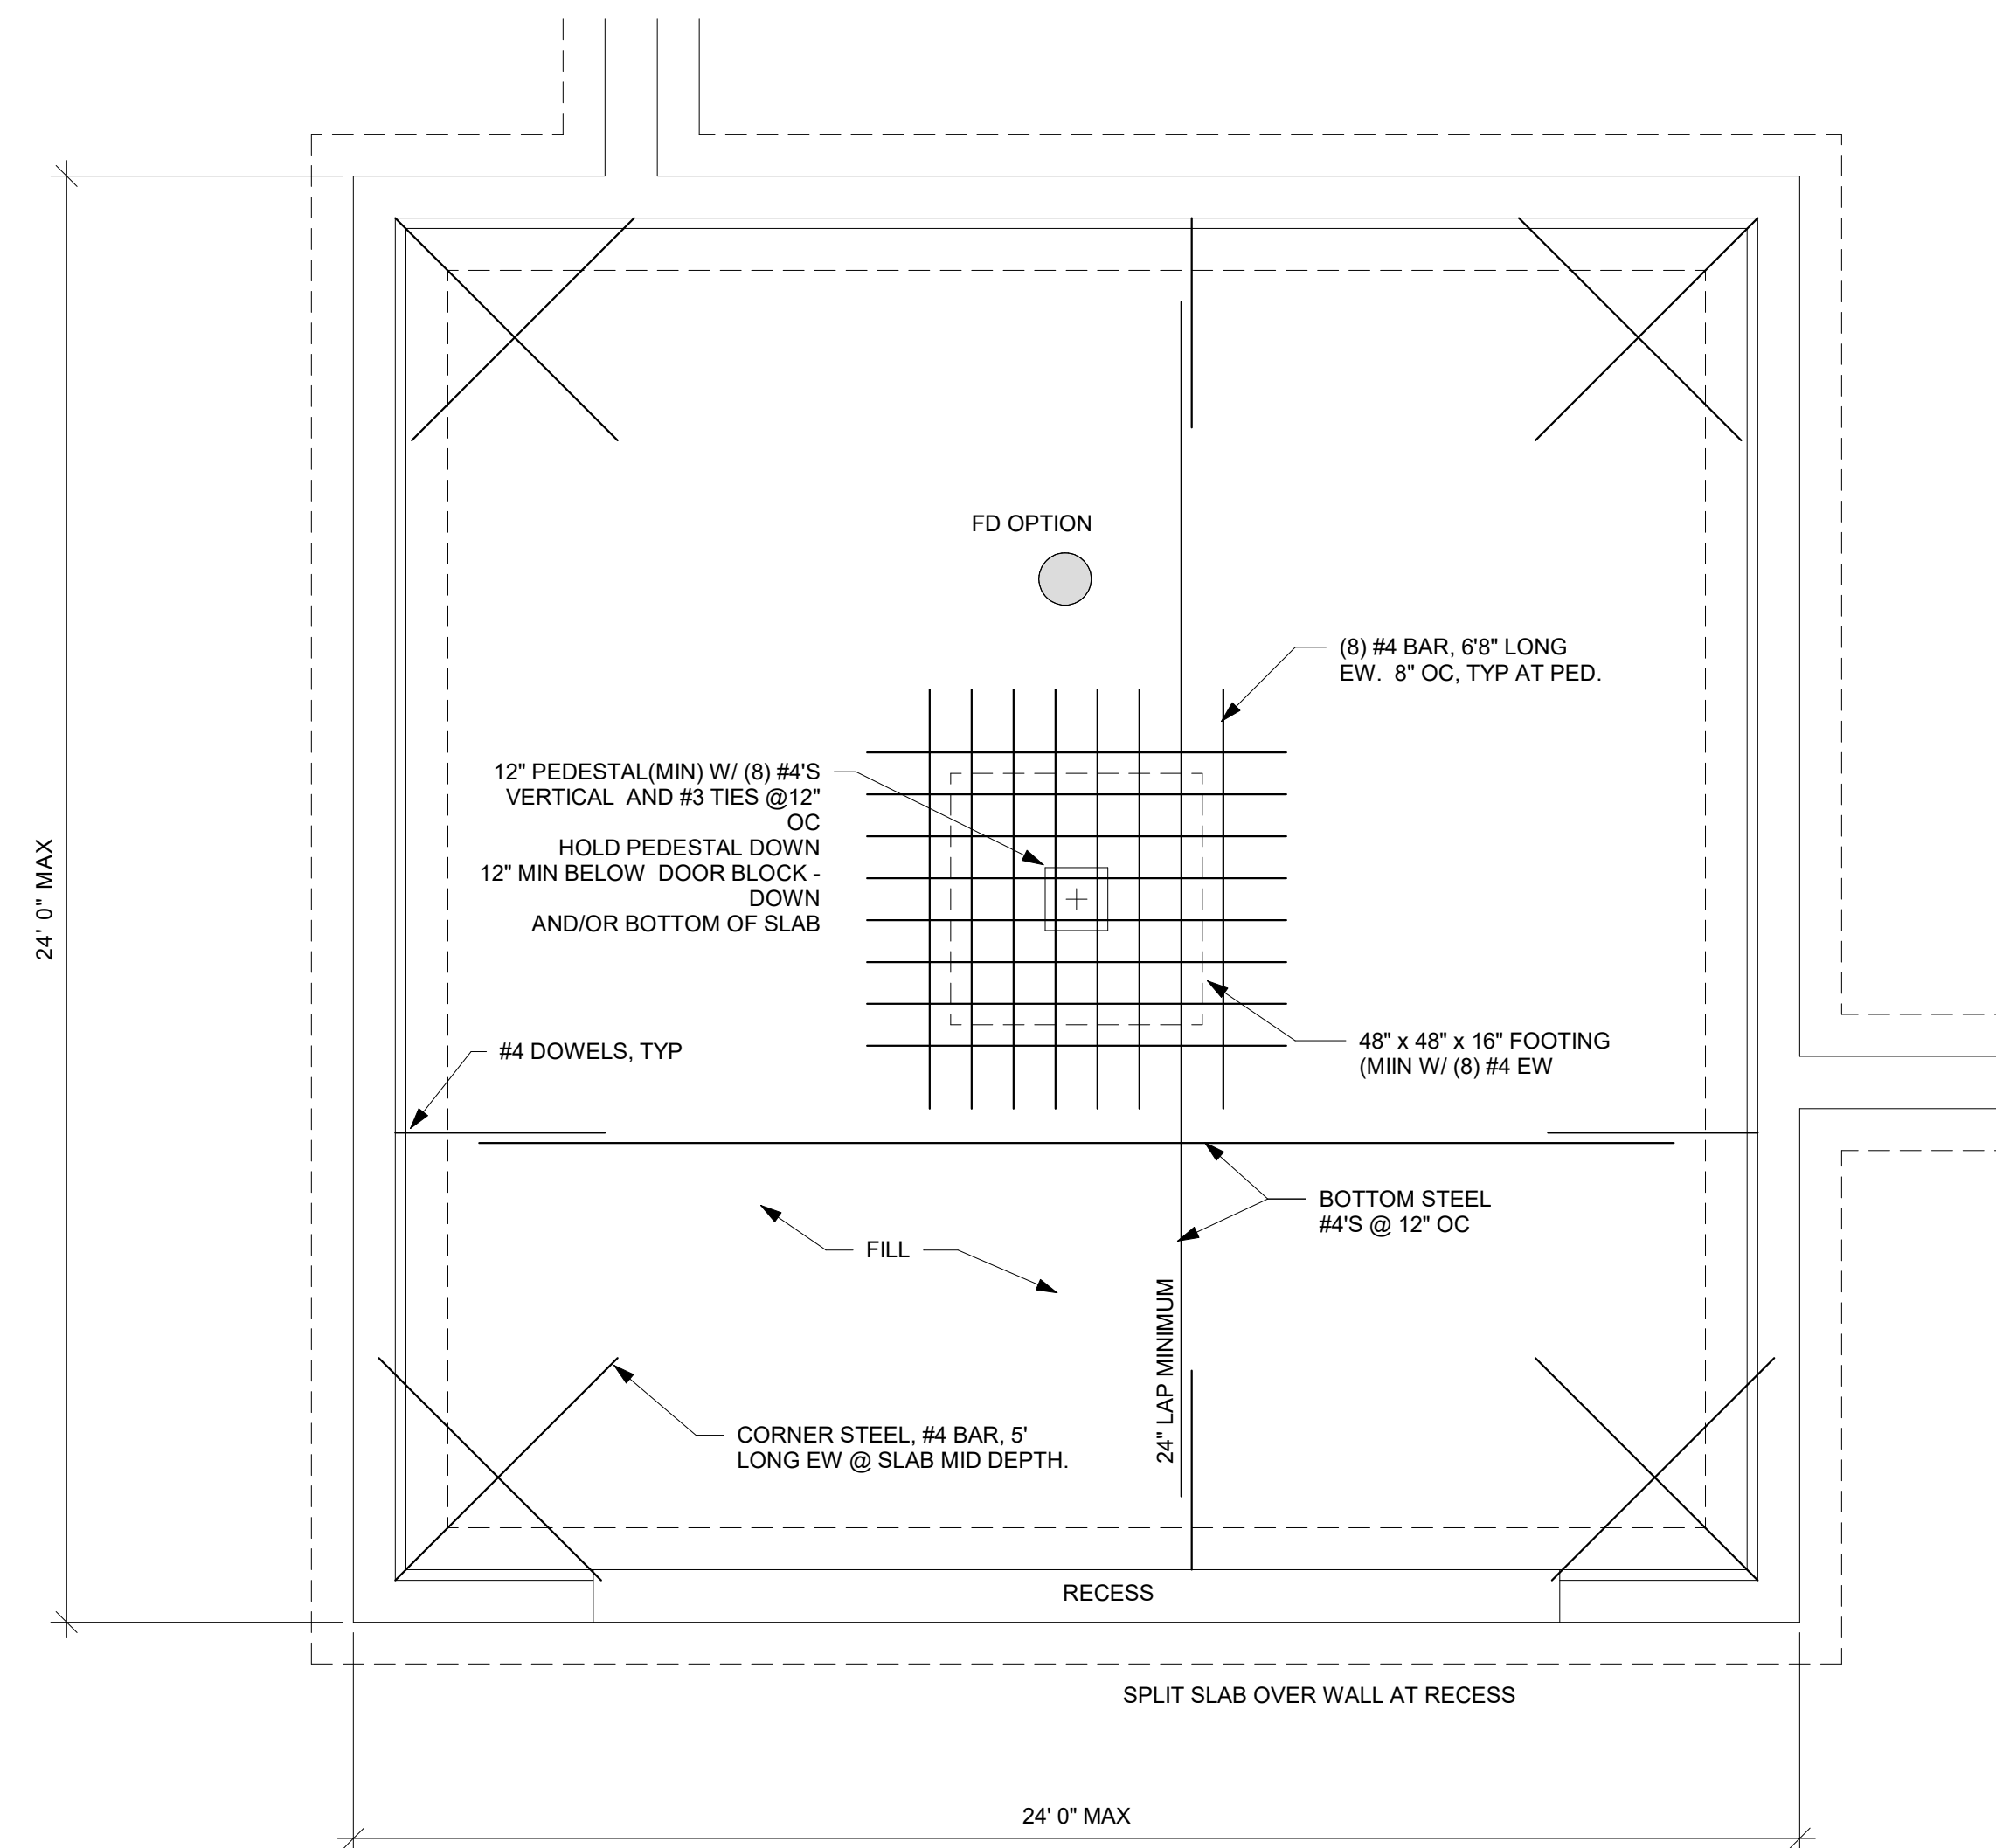 FD OPTION
(8) #4 BAR, 6'8" LONG
EW.  8" OC, TYP AT PED.
12" PEDESTAL(MIN) W/ (8) #4'S
VERTICAL  AND #3 TIES @12"
OC
HOLD PEDESTAL DOWN
12" MIN BELOW  DOOR BLOCK -
DOWN
AND/OR BOTTOM OF SLAB
24' 0" MAX
#4 DOWELS, TYP
48" x 48" x 16" FOOTING
(MIIN W/ (8) #4 EW
BOTTOM STEEL
#4'S @ 12" OC
FILL
24" LAP MINIMUM
CORNER STEEL, #4 BAR, 5'
LONG EW @ SLAB MID DEPTH.
RECESS
SPLIT SLAB OVER WALL AT RECESS
24' 0" MAX